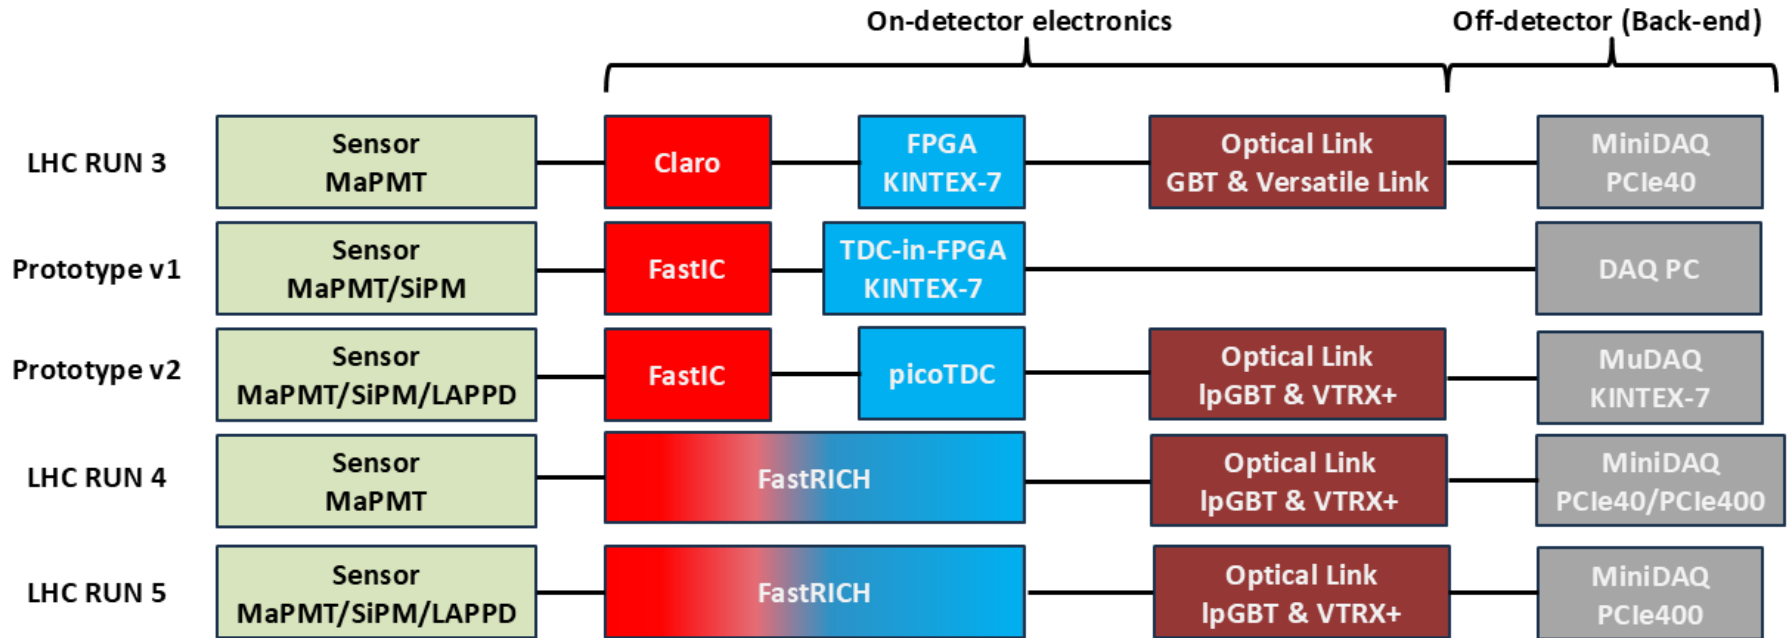 On-detector electronics
Off-detector (Back-end)
LHC RUN 3
Sensor
MaPMT
Claro
FPGA
KINTEX-7
Optical Link
GBT & Versatile Link
MiniDAQ
PCIe40
Prototype v1
Sensor
MaPMT/SiPM
FastIC
TDC-in-FPGA
KINTEX-7
DAQ PC
Prototype v2
Sensor
MaPMT/SiPM/LAPPD
FastIC
picoTDC
Optical Link
lpGBT & VTRX+
MuDAQ
KINTEX-7
LHC RUN 4
Sensor
MaPMT
FastRICH
Optical Link
lpGBT & VTRX+
MiniDAQ
PCIe40/PCIe400
LHC RUN 5
Sensor
MaPMT/SiPM/LAPPD
FastRICH
Optical Link
lpGBT & VTRX+
MiniDAQ
PCIe400